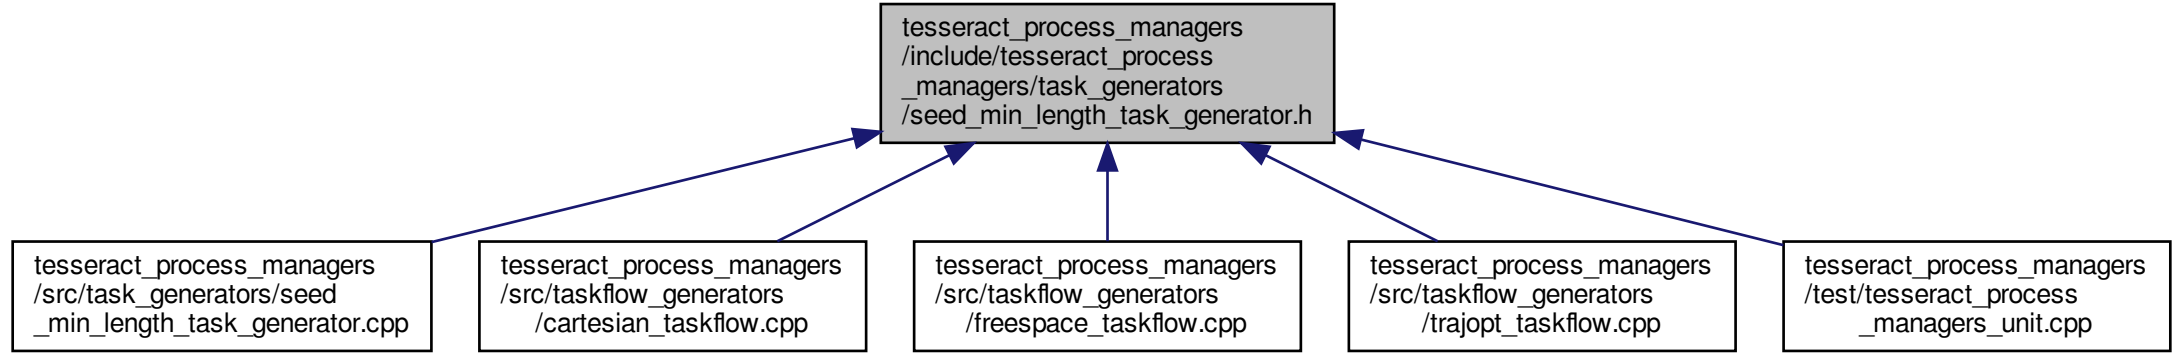 tesseract_process_managers
/include/tesseract_process
_managers/task_generators
/seed_min_length_task_generator.h
tesseract_process_managers
/src/task_generators/seed
_min_length_task_generator.cpp
tesseract_process_managers
/src/taskflow_generators
/cartesian_taskflow.cpp
tesseract_process_managers
/src/taskflow_generators
/freespace_taskflow.cpp
tesseract_process_managers
/src/taskflow_generators
/trajopt_taskflow.cpp
tesseract_process_managers
/test/tesseract_process
_managers_unit.cpp